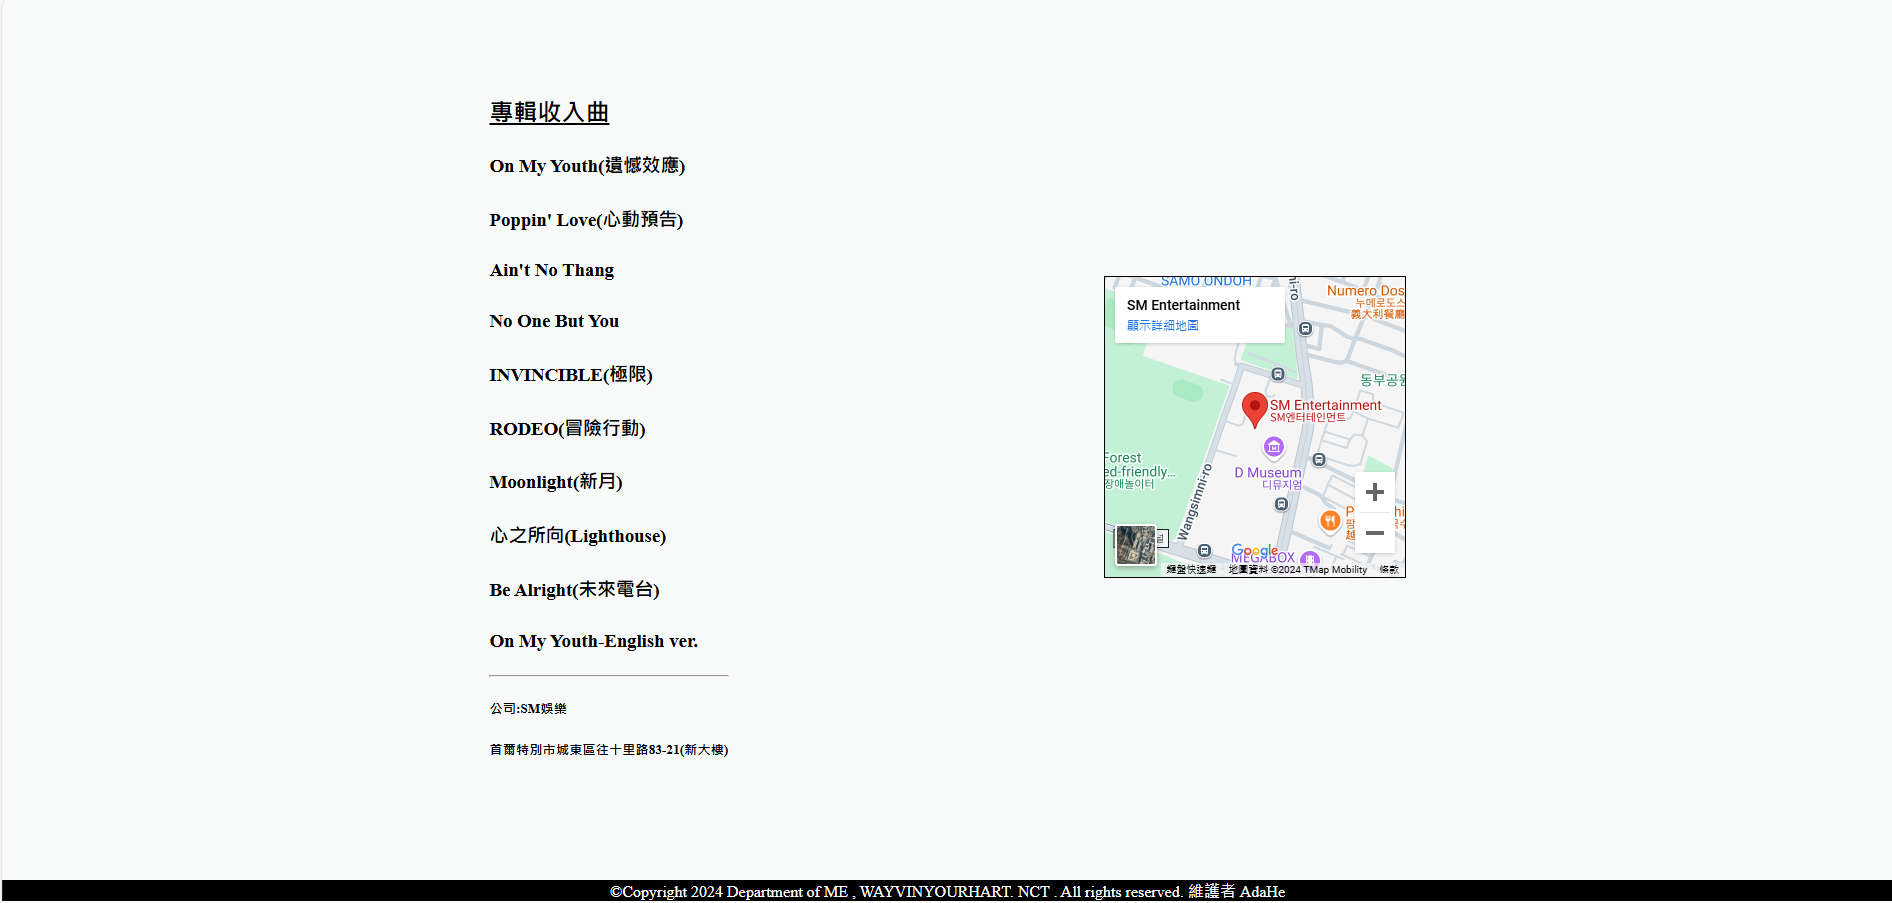 專輯收入曲
On My Youth(遺憾效應)
Poppin' Love(心動預告)
Ain't No Thang
No One But You
INVINCIBLE(極限)
RODEO(冒險行動)
Moonlight(新月)
心之所向(Lighthouse)
Be Alright(未來電台)
On My Youth-English ver.
公司:SM娛樂
首爾特別市城東區往十里路83-21(新大樓)
SAMO ONDOH
ni-ro
Numero Dos
누메로도스
義大利餐廳
SM Entertainment
顯示詳細地圖
동부공원
SM Entertainment
SM엔터테인먼트
D Museum
디뮤지엄
Forest
ed-friendly...
장애놀이터
Wangsimni-ro
Google
MEGABOX
鍵盤快速鍵 地圖資料 ©2024 TMap Mobility 條款
©Copyright 2024 Department of ME , WAYVINYOURHART. NCT . All rights reserved. 維護者 AdaHe